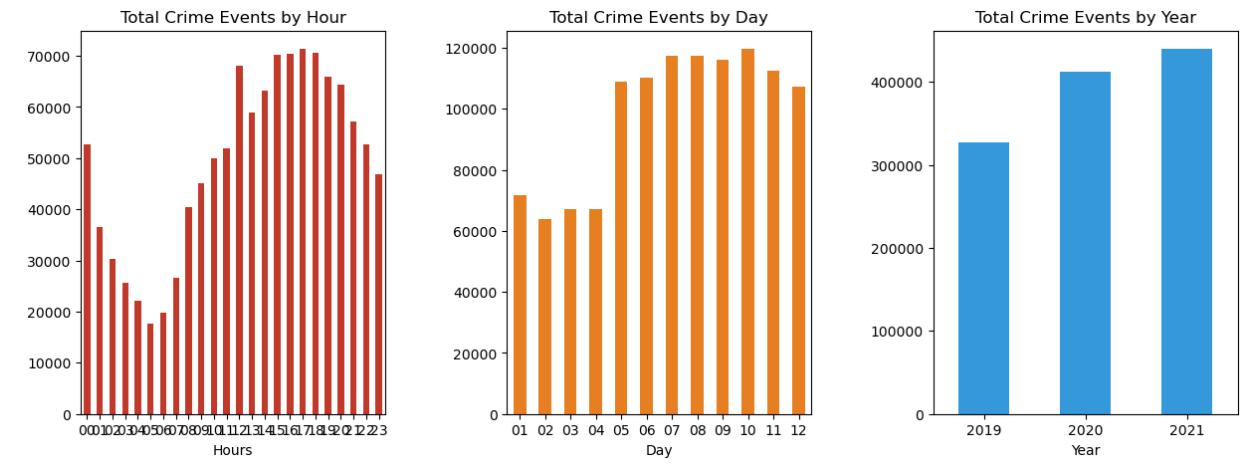 Total Crime Events by Hour
70000
60000
50000
40000
30000
20000
10000
0
00 01 02 03 04 05 06 07 08 09 10 11 12 13 14 15 16 17 18 19 20 21 22 23
Hours
Total Crime Events by Day
120000
100000
80000
60000
40000
20000
0
01 02 03 04 05 06 07 08 09 10 11 12
Day
Total Crime Events by Year
400000
300000
200000
100000
0
2019 2020 2021
Year